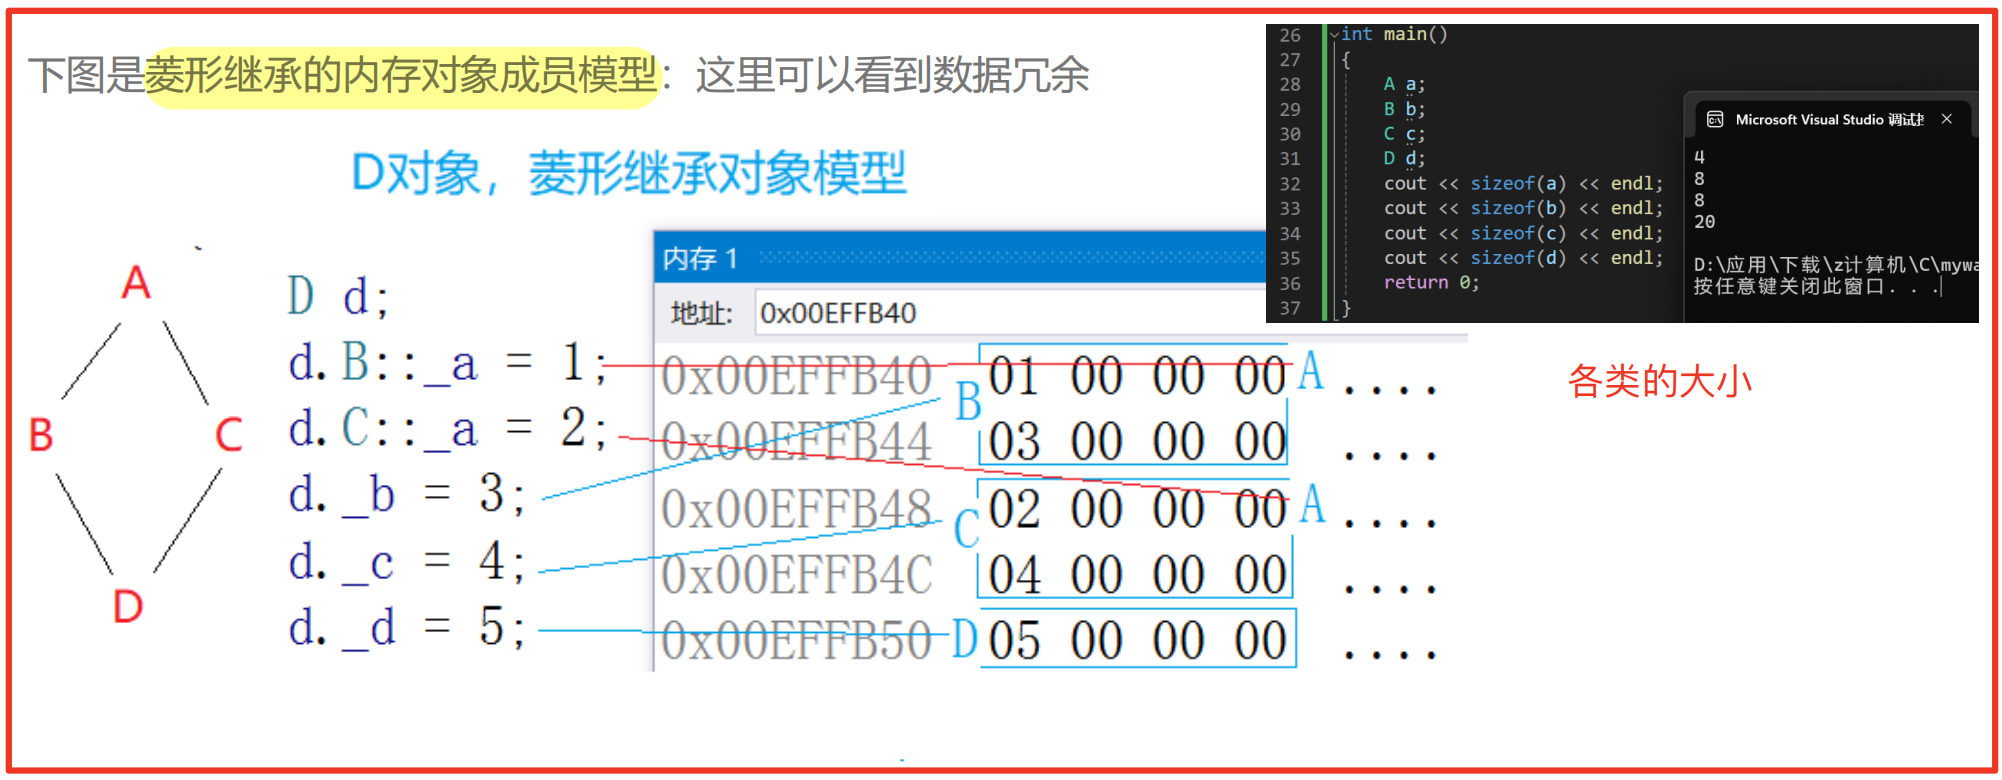 下图是菱形继承的内存对象成员模型：这里可以看到数据冗余
D对象，菱形继承对象模型
A
B
C
D
D d;
d.B::_a = 1;
d.C::_a = 2;
d._b = 3;
d._c = 4;
d._d = 5;
内存 1
地址: 0x00EFFB40
0x00EFFB40 01 00 00 00 A ....
B
0x00EFFB44 03 00 00 00 ....
0x00EFFB48 02 00 00 00 A ....
C
0x00EFFB4C 04 00 00 00 ....
0x00EFFB50 D 05 00 00 00 ....
26 int main()
27 {
28 A a;
29 B b;
30 C c;
31 D d;
32 cout << sizeof(a) << endl;
33 cout << sizeof(b) << endl;
34 cout << sizeof(c) << endl;
35 cout << sizeof(d) << endl;
36 return 0;
37 }
Microsoft Visual Studio 调试
4
8
8
20
D:\应用\下载\z计算机\C\mywa
按任意键关闭此窗口. . .
各类的大小